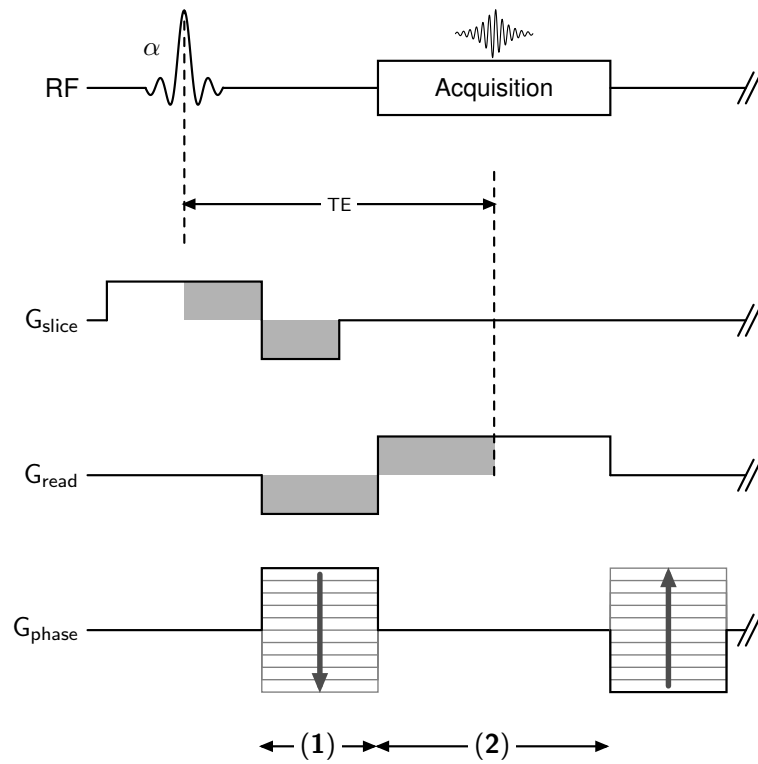 α
RF
Acquisition
TE
Gslice
Gread
Gphase
(1)
(2)